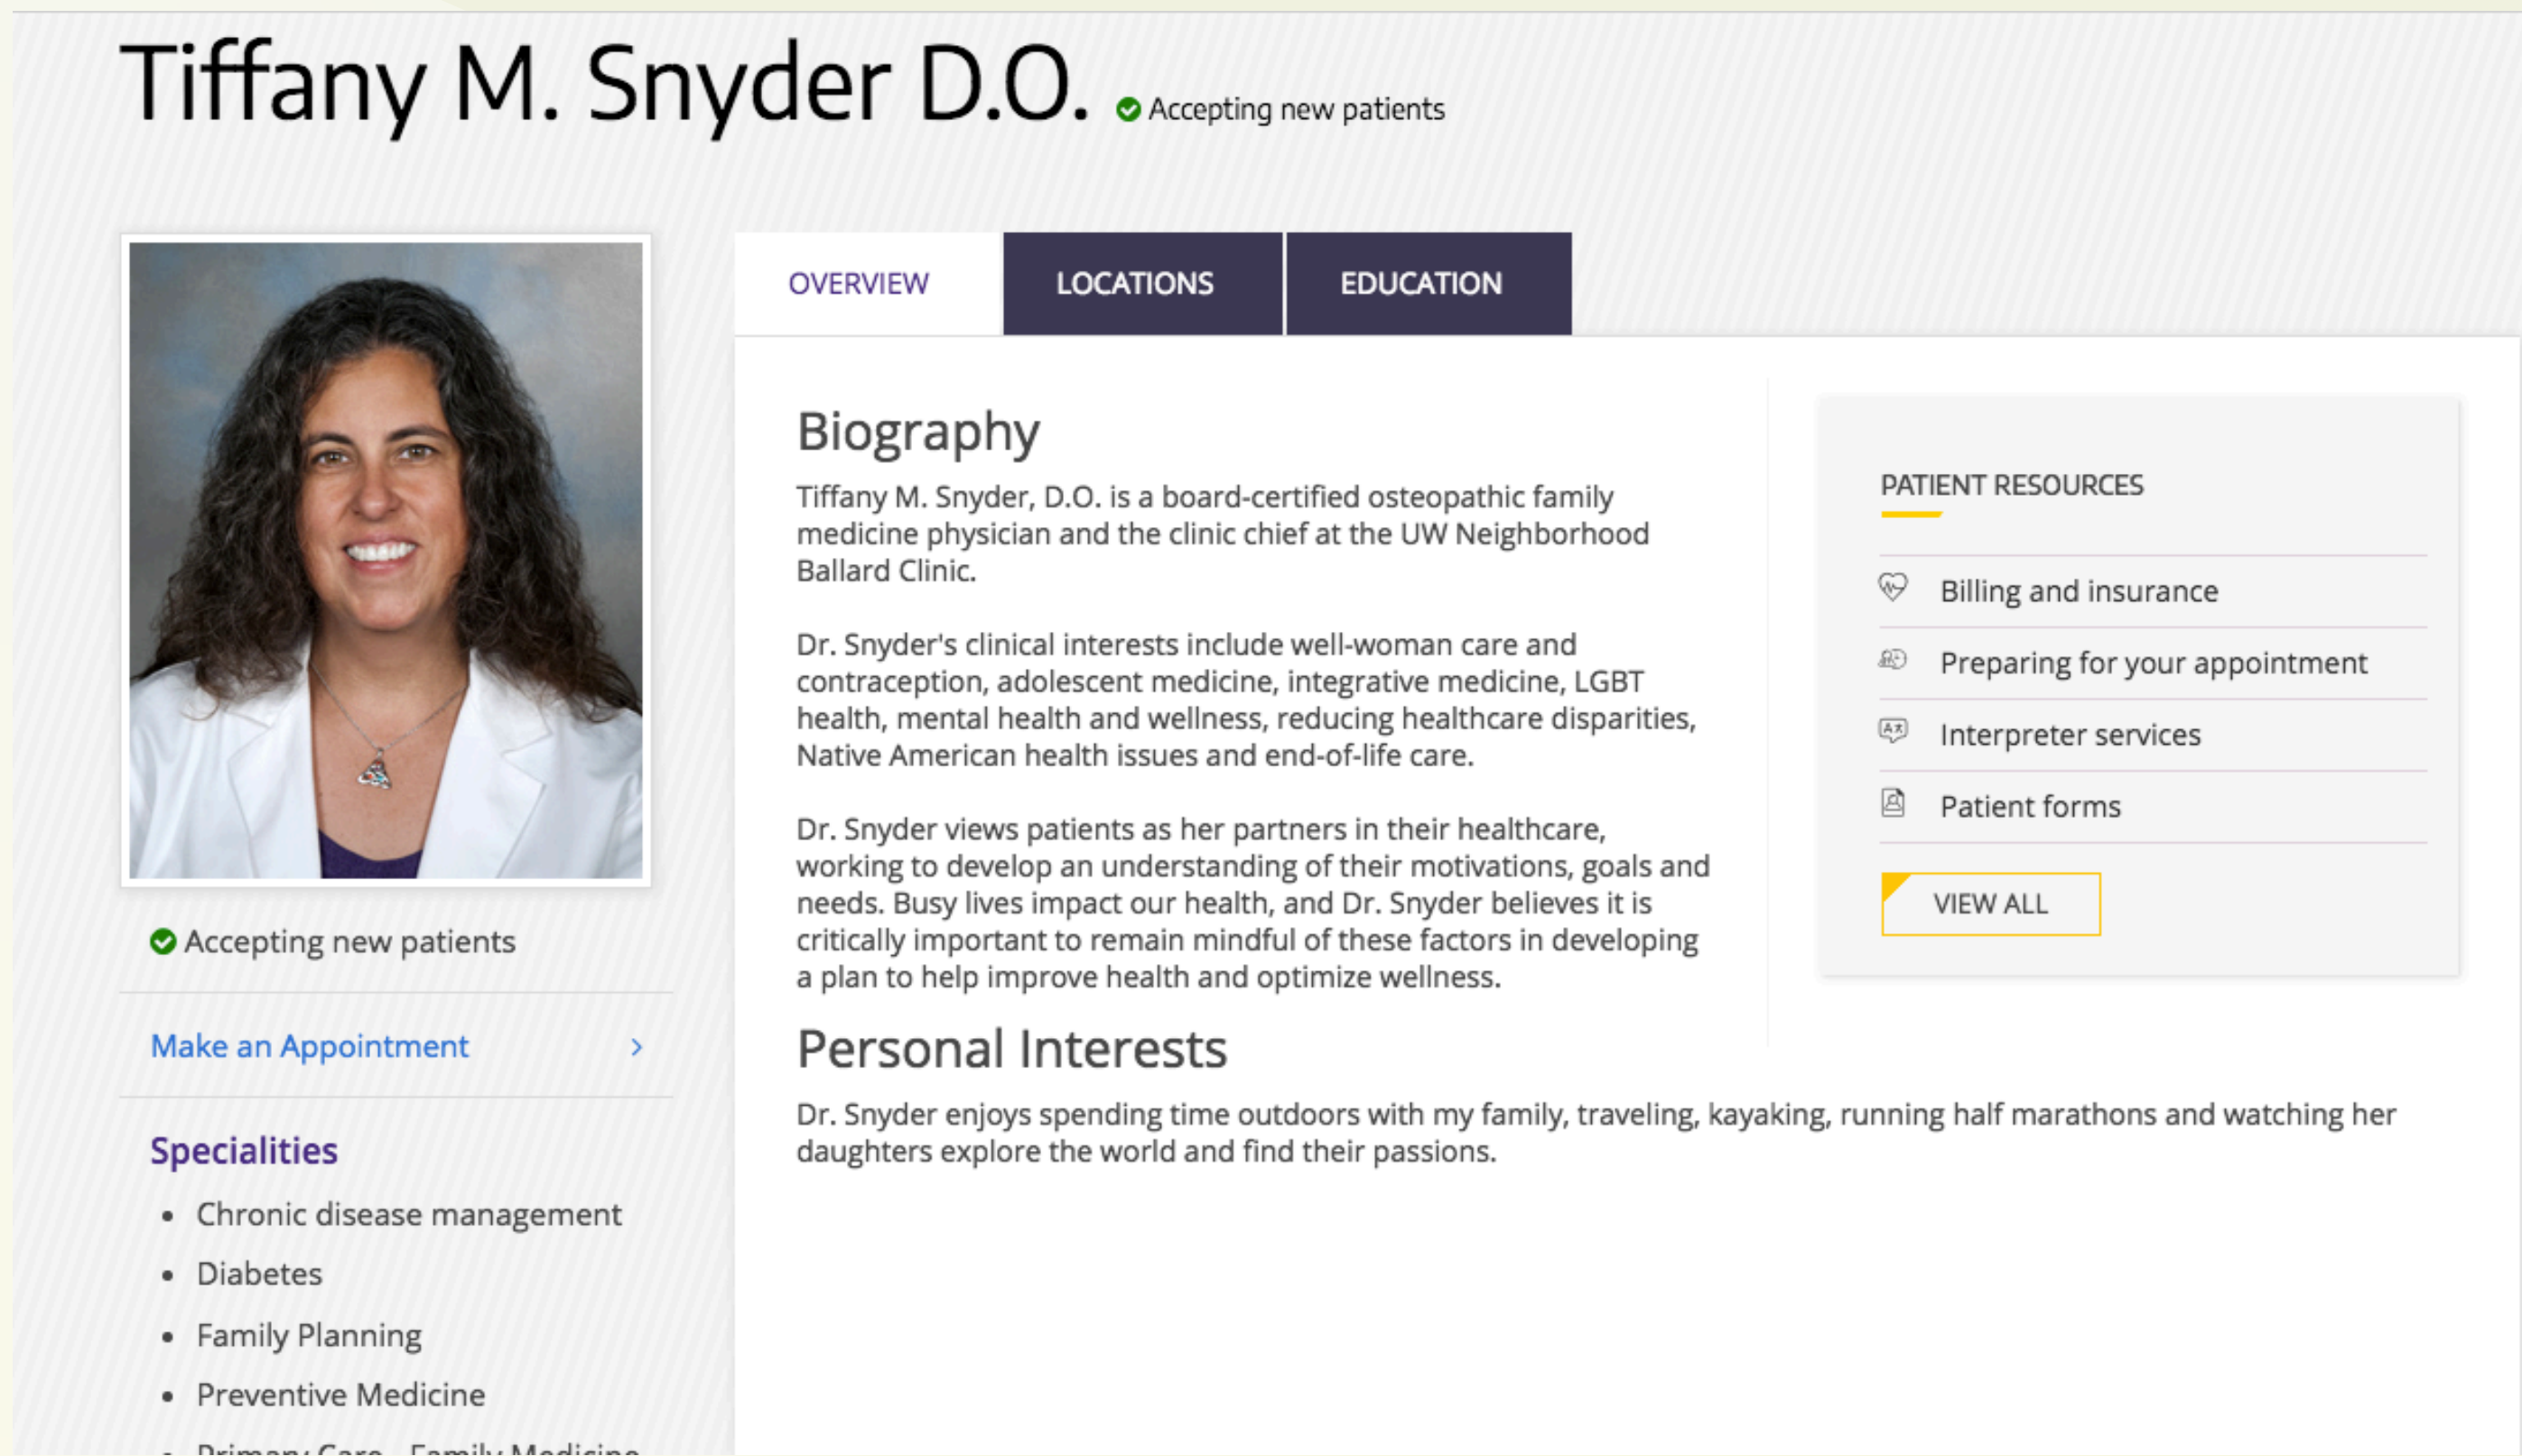 Tiffany M. Snyder D.O. Accepting new patients
Accepting new patients
Make an Appointment
Specialities
Chronic disease management
Diabetes
Family Planning
Preventive Medicine
Primary Care - Family Medicine
OVERVIEW LOCATIONS EDUCATION
Biography
Tiffany M. Snyder, D.O. is a board-certified osteopathic family
medicine physician and the clinic chief at the UW Neighborhood
Ballard Clinic.
Dr. Snyder's clinical interests include well-woman care and
contraception, adolescent medicine, integrative medicine, LGBT
health, mental health and wellness, reducing healthcare disparities,
Native American health issues and end-of-life care.
Dr. Snyder views patients as her partners in their healthcare,
working to develop an understanding of their motivations, goals and
needs. Busy lives impact our health, and Dr. Snyder believes it is
critically important to remain mindful of these factors in developing
a plan to help improve health and optimize wellness.
Personal Interests
Dr. Snyder enjoys spending time outdoors with my family, traveling, kayaking, running half marathons and watching her
daughters explore the world and find their passions.
PATIENT RESOURCES
Billing and insurance
Preparing for your appointment
Interpreter services
Patient forms
VIEW ALL